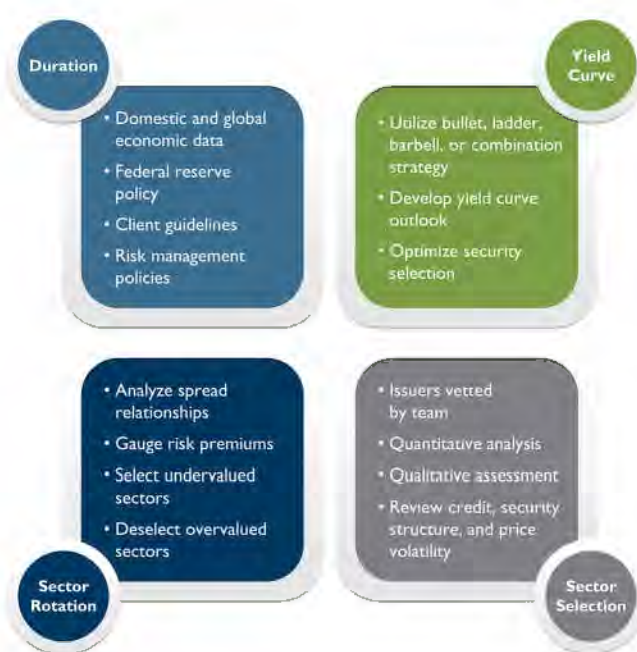 Duration
• Domestic and global
economic data
• Federal reserve
policy
• Client guidelines
• Risk management
policies
Yield
Curve
• Utilize bullet, ladder,
barbell, or combination
strategy
• Develop yield curve
outlook
• Optimize security
selection
• Analyze spread
relationships
• Gauge risk premiums
• Select undervalued
sectors
• Deselect overvalued
sectors
Sector
Rotation
• Issuers vetted
by team
• Quantitative analysis
• Qualitative assessment
• Review credit, security
structure, and price
volatility
Sector
Selection